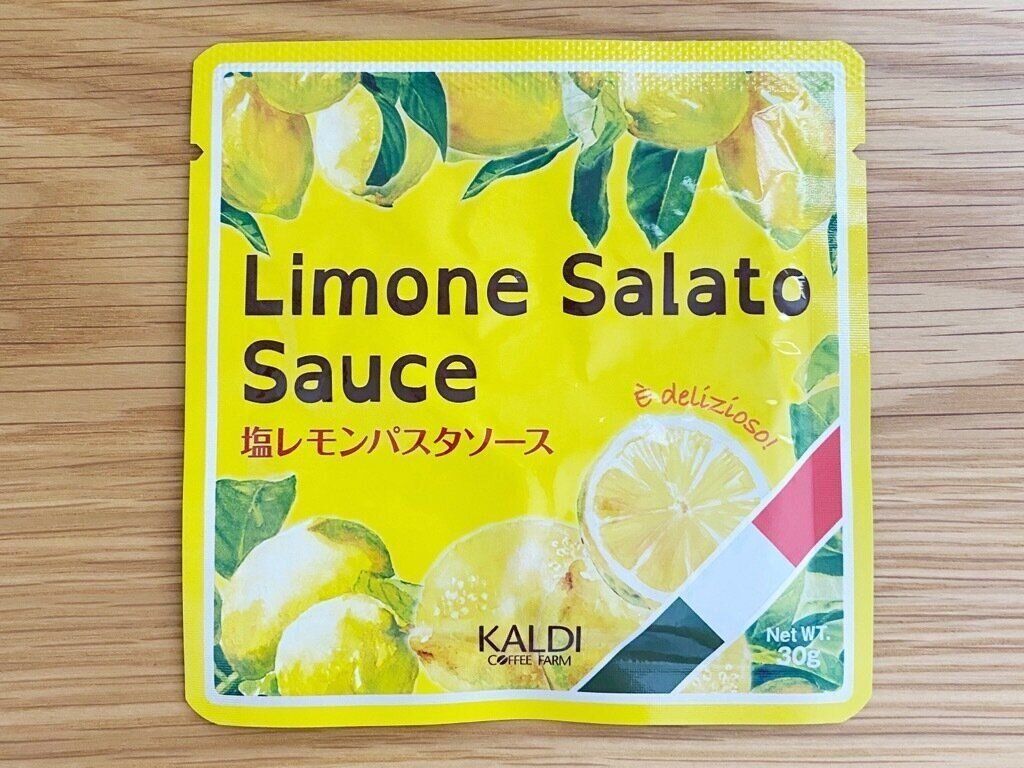 Limone Salato
Sauce
塩レモンパスタソース
È delizioso!
KALDI
COFFEE FARM
Net WT.
30g